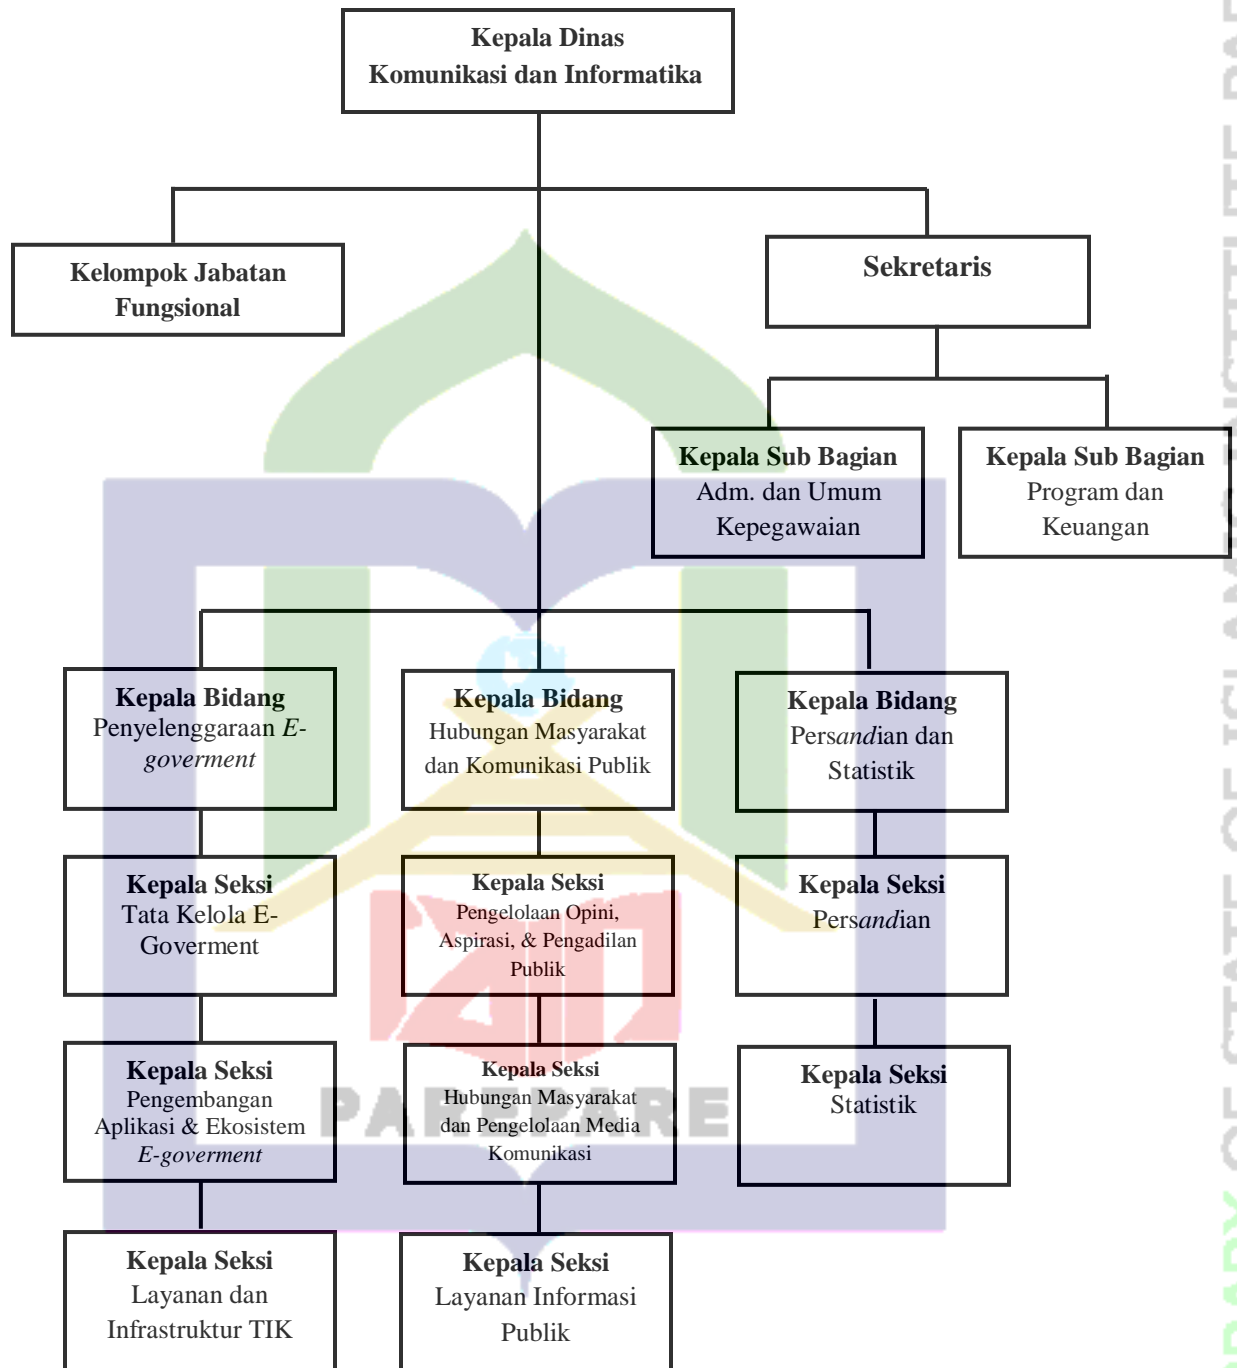 Kepala Dinas
Komunikasi dan Informatika
Kelompok Jabatan
Fungsional
Sekretaris
Kepala Sub Bagian
Adm. dan Umum
Kepegawaian
Kepala Sub Bagian
Program dan
Keuangan
Kepala Bidang
Penyelenggaraan E-
goverment
Kepala Bidang
Hubungan Masyarakat
dan Komunikasi Publik
Kepala Bidang
Persandian dan
Statistik
Kepala Seksi
Tata Kelola E-
Goverment
Kepala Seksi
Pengelolaan Opini,
Aspirasi, & Pengadilan
Publik
Kepala Seksi
Persandian
Kepala Seksi
Pengembangan
Aplikasi & Ekosistem
E-goverment
Kepala Seksi
Hubungan Masyarakat
dan Pengelolaan Media
Komunikasi
Kepala Seksi
Statistik
Kepala Seksi
Layanan dan
Infrastruktur TIK
Kepala Seksi
Layanan Informasi
Publik
PAREPARE
OF STATE OF